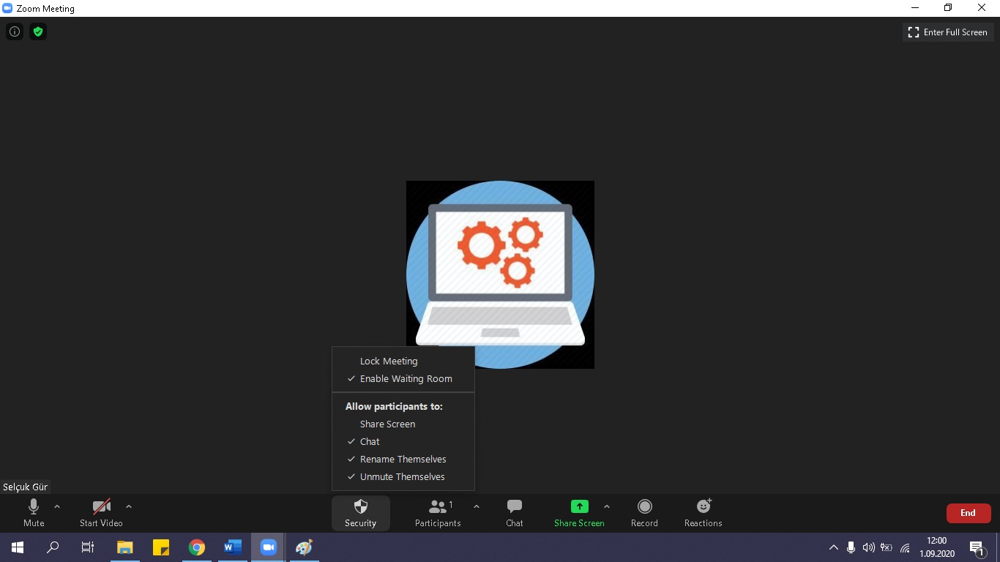 Zoom Meeting
Enter Full Screen
Lock Meeting
Enable Waiting Room
Allow participants to:
Share Screen
Chat
Rename Themselves
Unmute Themselves
Selçuk Gür
Mute
Start Video
Security
Participants
1
Chat
Share Screen
Record
Reactions
End
W
12:00
1.09.2020
1